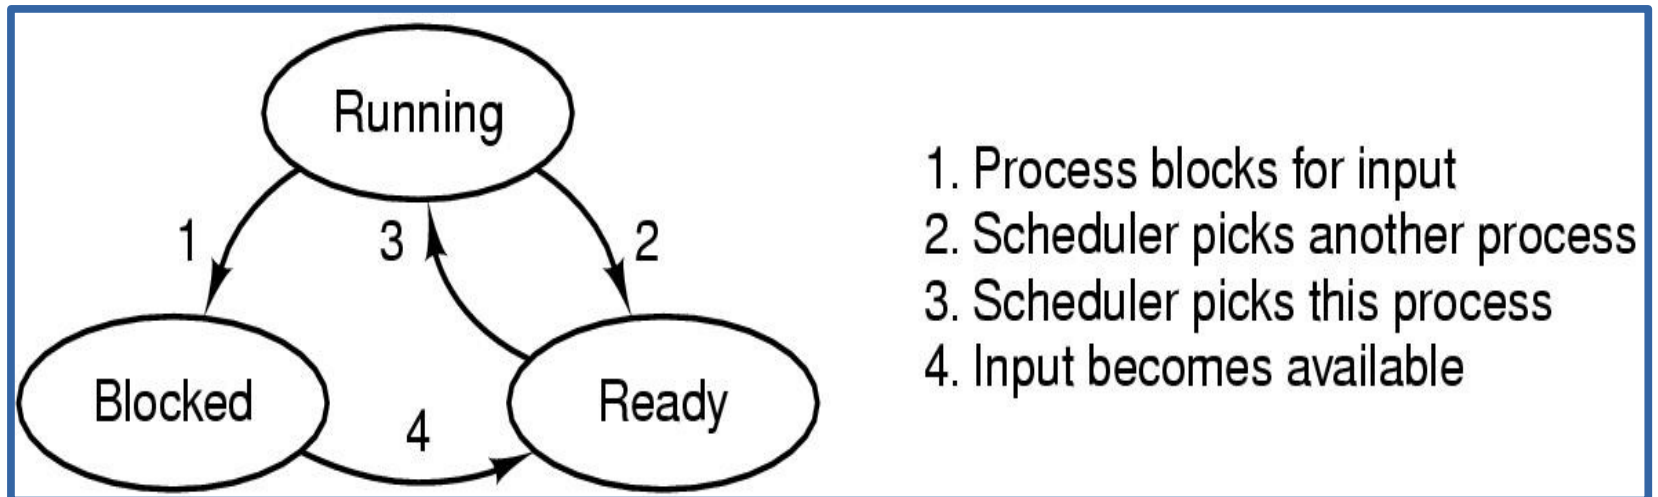 Running
1
3
2
Blocked
4
Ready
1. Process blocks for input
2. Scheduler picks another process
3. Scheduler picks this process
4. Input becomes available